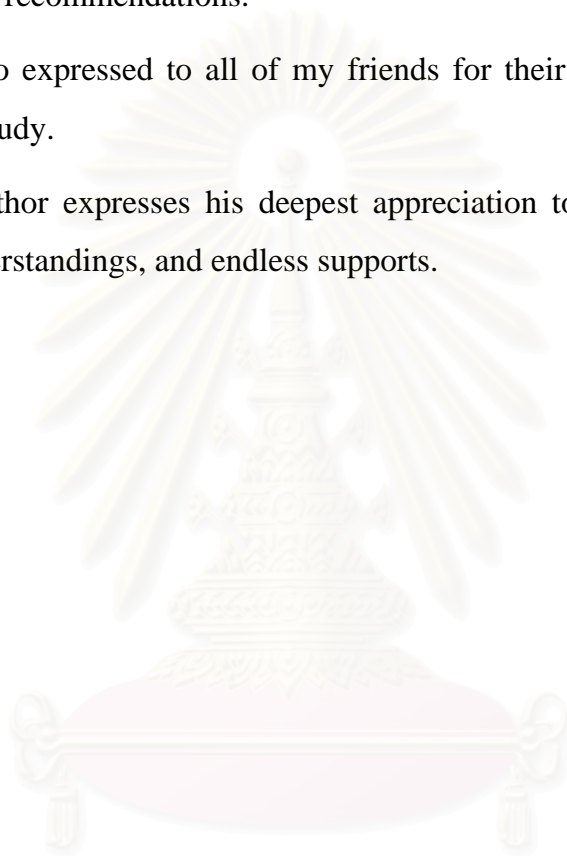 recommendations.
o expressed to all of my friends for their
udy.
thor expresses his deepest appreciation to
erstandings, and endless supports.